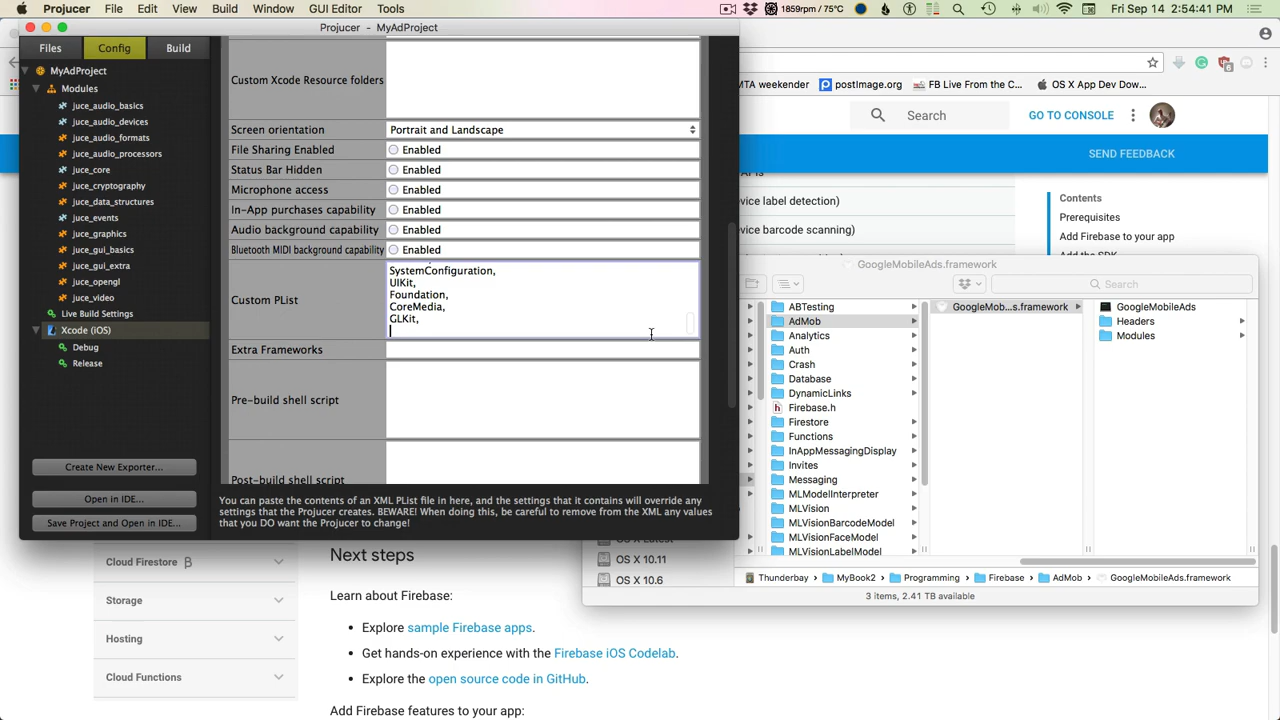 Projucer File Edit View Build Window GUI Editor Tools
1859rpm / 75°C
Fri Sep 14 2:54:41 PM
Projucer - MyAdProject
Files Config Build
MyAdProject
Modules
juce_audio_basics
juce_audio_devices
juce_audio_formats
juce_audio_processors
juce_core
juce_cryptography
juce_data_structures
juce_events
juce_graphics
juce_gui_basics
juce_gui_extra
juce_opengl
juce_video
Live Build Settings
Xcode (iOS)
Debug
Release
Create New Exporter...
Open in IDE...
Save Project and Open in IDE...
Custom Xcode Resource folders
Screen orientation Portrait and Landscape
File Sharing Enabled Enabled
Status Bar Hidden Enabled
Microphone access Enabled
In-App purchases capability Enabled
Audio background capability Enabled
Bluetooth MIDI background capability Enabled
Custom PList
SystemConfiguration,
UIKit,
Foundation,
CoreMedia,
GLKit,
Extra Frameworks
Pre-build shell script
Post-build shell script
You can paste the contents of an XML PList file in here, and the settings that it contains will override any
settings that the Projucer creates. BEWARE! When doing this, be careful to remove from the XML any values
that you DO want the Projucer to change!
MTA weekender postImage.org FB Live From the C... OS X App Dev Dow...
Search
GO TO CONSOLE
SEND FEEDBACK
vice label detection)
vice barcode scanning)
Contents
Prerequisites
Add Firebase to your app
GoogleMobileAds.framework
Search
ABTesting
AdMob
Analytics
Auth
Crash
Database
DynamicLinks
Firebase.h
Firestore
Functions
InAppMessagingDisplay
Invites
Messaging
MLModelInterpreter
MLVision
MLVisionBarcodeModel
MLVisionFaceModel
MLVisionLabelModel
GoogleMob...s.framework
GoogleMobileAds
Headers
Modules
OS X 10.11
OS X 10.6
Thunderbay MyBook2 Programming Firebase AdMob GoogleMobileAds.framework
3 items, 2.41 TB available
Cloud Firestore β
Storage
Hosting
Cloud Functions
Next steps
Learn about Firebase:
Explore sample Firebase apps.
Get hands-on experience with the Firebase iOS Codelab.
Explore the open source code in GitHub.
Add Firebase features to your app: